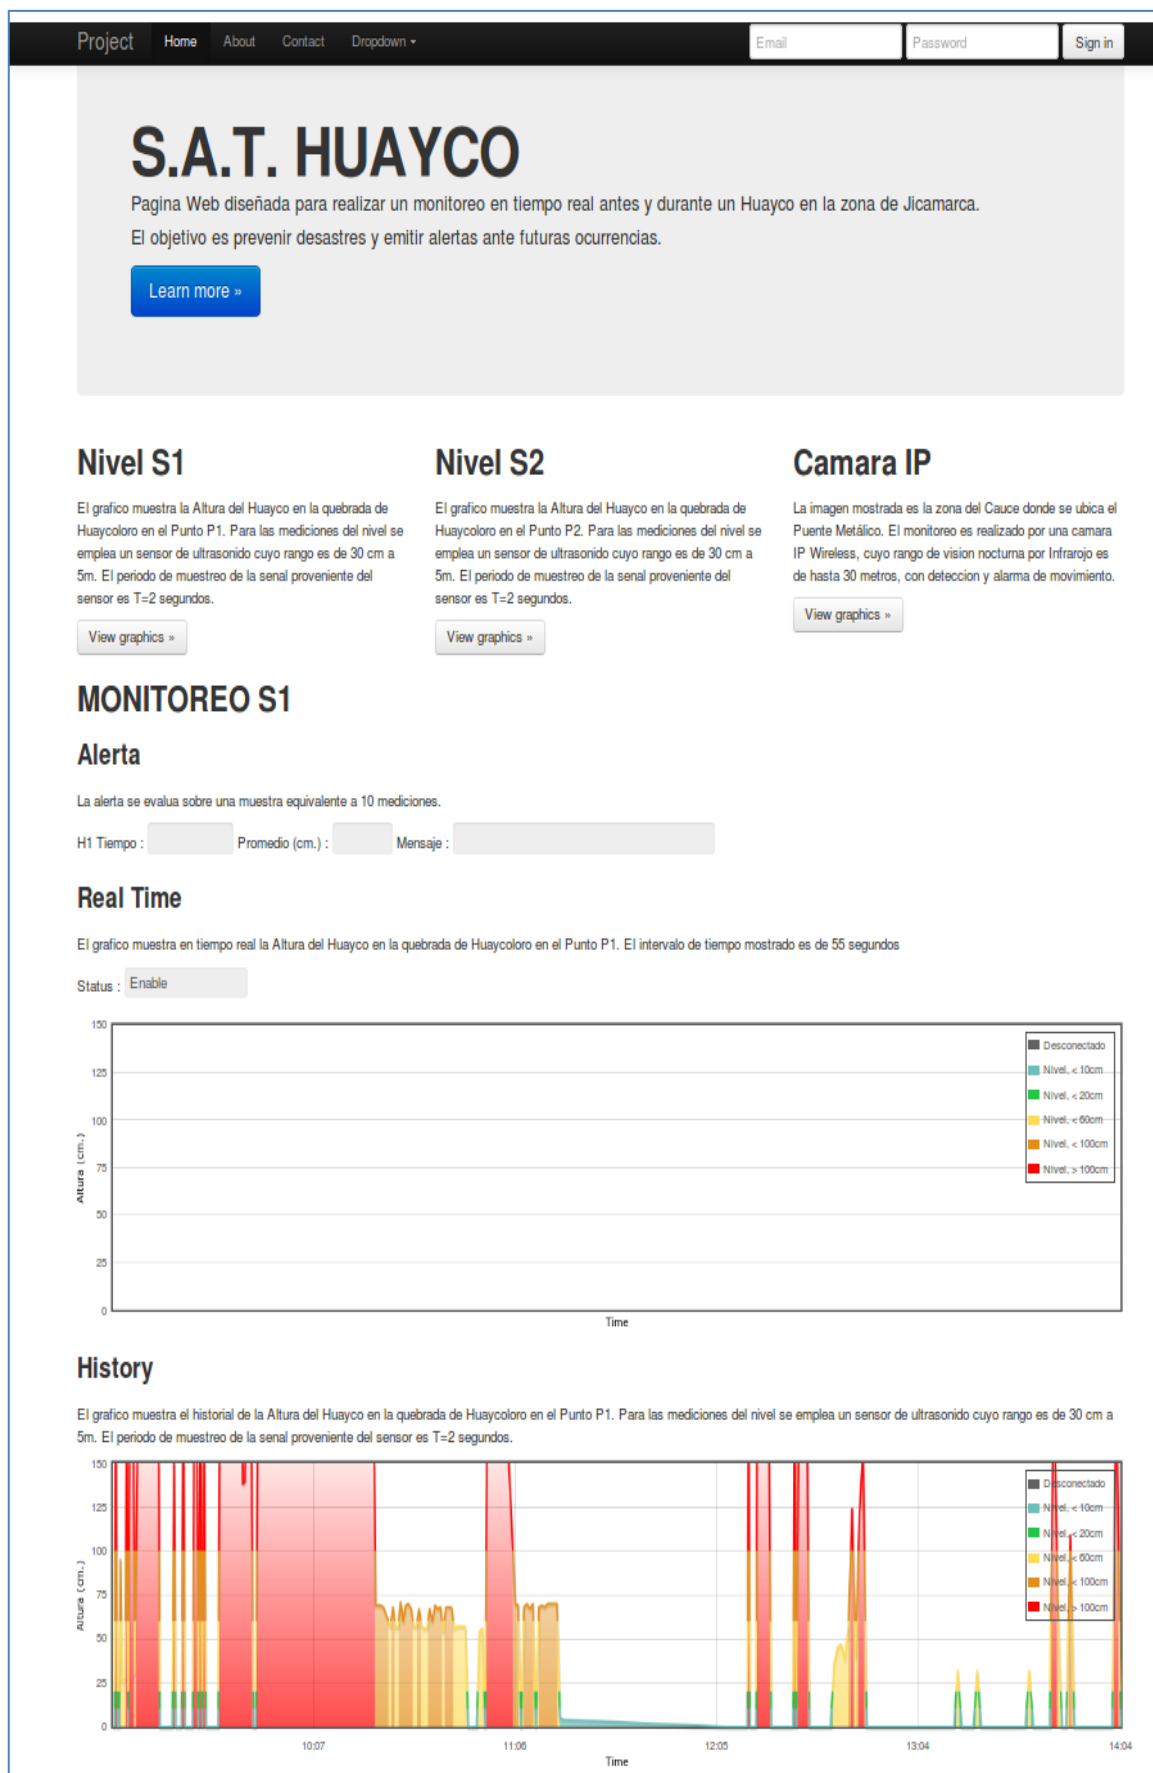 Project Home About Contact Dropdown Email Password Sign in
S.A.T. HUAYCO
Pagina Web diseñada para realizar un monitoreo en tiempo real antes y durante un Huayco en la zona de Jicamarca.
El objetivo es prevenir desastres y emitir alertas ante futuras ocurrencias.
Learn more »
Nivel S1
El grafico muestra la Altura del Huayco en la quebrada de
Huaycoloro en el Punto P1. Para las mediciones del nivel se
emplea un sensor de ultrasonido cuyo rango es de 30 cm a
5m. El periodo de muestreo de la senal proveniente del
sensor es T=2 segundos.
View graphics »
Nivel S2
El grafico muestra la Altura del Huayco en la quebrada de
Huaycoloro en el Punto P2. Para las mediciones del nivel se
emplea un sensor de ultrasonido cuyo rango es de 30 cm a
5m. El periodo de muestreo de la senal proveniente del
sensor es T=2 segundos.
View graphics »
Camara IP
La imagen mostrada es la zona del Cauce donde se ubica el
Puente Metálico. El monitoreo es realizado por una camara
IP Wireless, cuyo rango de vision nocturna por Infrarojo es
de hasta 30 metros, con deteccion y alarma de movimiento.
View graphics »
MONITOREO S1
Alerta
La alerta se evalua sobre una muestra equivalente a 10 mediciones.
H1 Tiempo : Promedio (cm.) : Mensaje :
Real Time
El grafico muestra en tiempo real la Altura del Huayco en la quebrada de Huaycoloro en el Punto P1. El intervalo de tiempo mostrado es de 55 segundos
Status : Enable
150
125
100
75
50
25
0
Altura (cm.)
Desconectado
Nivel, < 10cm
Nivel, < 20cm
Nivel, < 60cm
Nivel, < 100cm
Nivel, > 100cm
Time
History
El grafico muestra el historial de la Altura del Huayco en la quebrada de Huaycoloro en el Punto P1. Para las mediciones del nivel se emplea un sensor de ultrasonido cuyo rango es de 30 cm a
5m. El periodo de muestreo de la senal proveniente del sensor es T=2 segundos.
150
125
100
75
50
25
0
Altura (cm.)
Desconectado
Nivel, < 10cm
Nivel, < 20cm
Nivel, < 60cm
Nivel, < 100cm
Nivel, > 100cm
10:07 11:06 12:05 13:04 14:04
Time